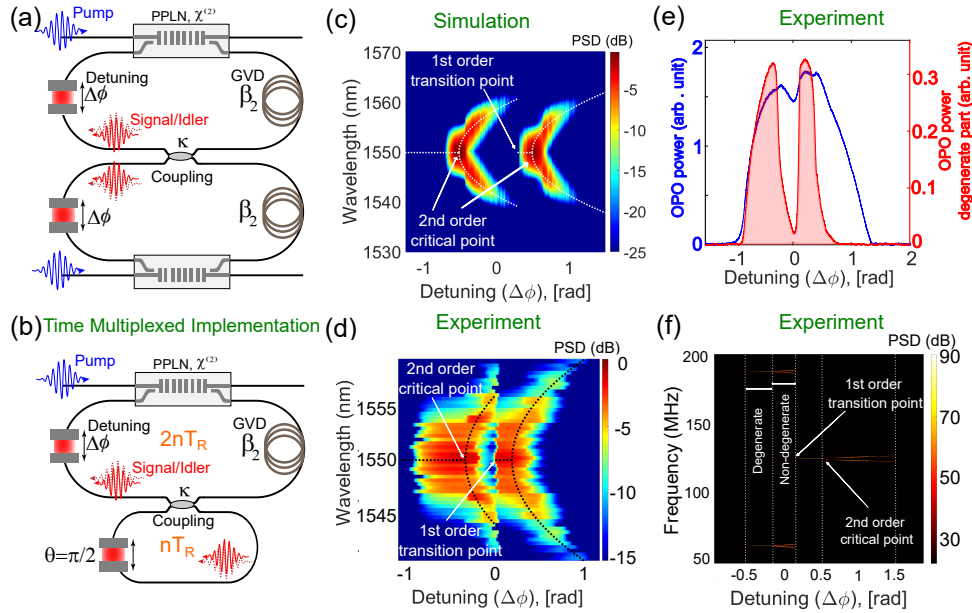 (a)
Pump
PPLN, χ⁽²⁾
Detuning
Δϕ
GVD
β₂
Signal/Idler
κ
Coupling
Δϕ
β₂
(b) Time Multiplexed Implementation
Pump
PPLN, χ⁽²⁾
Detuning
Δϕ
2nT_R
GVD
β₂
Signal/Idler
κ
Coupling
θ=π/2
nT_R
(c)
Simulation
PSD (dB)
1st order
transition point
2nd order
critical point
Wavelength (nm)
1570
1560
1550
1540
1530
-1
0
1
Detuning (Δϕ), [rad]
0
-5
-10
-15
-20
-25
(d)
Experiment
PSD (dB)
2nd order
critical point
1st order
transition point
Wavelength (nm)
1555
1550
1545
-1
0
1
Detuning (Δϕ), [rad]
0
-5
-10
-15
(e)
Experiment
OPO power (arb. unit)
2
1
0
OPO power
degenerate part (arb. unit)
0.3
0.2
0.1
0
-1
0
1
2
Detuning (Δϕ), [rad]
(f)
Experiment
PSD (dB)
Degenerate
Non-degenerate
1st order
transition point
2nd order
critical point
Frequency (MHz)
200
150
100
50
-0.5
0
0.5
1
1.5
Detuning (Δϕ), [rad]
90
80
70
60
50
40
30